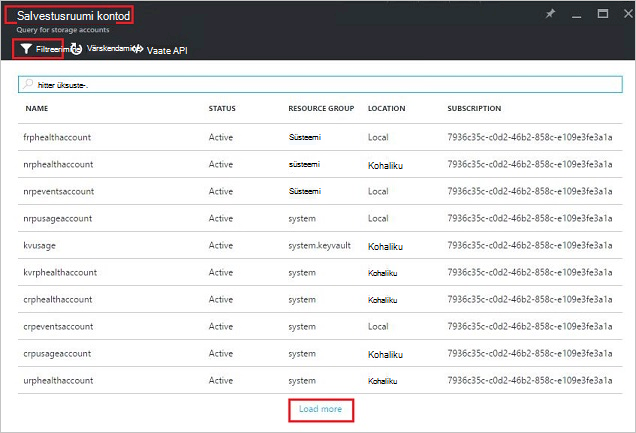 Salvestusruumi kontod
Query for storage accounts
Filtreerimine Värskendamine Vaate API
hitter üksuste-.
NAME STATUS RESOURCE GROUP LOCATION SUBSCRIPTION
frphealthaccount Active Süsteemi Local 7936c35c-c0d2-46b2-858c-e109e3fe3a1a
nrphealthaccount Active süsteemi Kohaliku 7936c35c-c0d2-46b2-858c-e109e3fe3a1a
nrpeventsaccount Active Süsteemi Local 7936c35c-c0d2-46b2-858c-e109e3fe3a1a
nrpusageaccount Active system Local 7936c35c-c0d2-46b2-858c-e109e3fe3a1a
kvusage Active system.keyvault Kohaliku 7936c35c-c0d2-46b2-858c-e109e3fe3a1a
kvrphealthaccount Active system Kohaliku 7936c35c-c0d2-46b2-858c-e109e3fe3a1a
crphealthaccount Active system Kohaliku 7936c35c-c0d2-46b2-858c-e109e3fe3a1a
crpeventsaccount Active system Local 7936c35c-c0d2-46b2-858c-e109e3fe3a1a
crpusageaccount Active system Kohaliku 7936c35c-c0d2-46b2-858c-e109e3fe3a1a
urphealthaccount Active system Kohaliku 7936c35c-c0d2-46b2-858c-e109e3fe3a1a
Load more